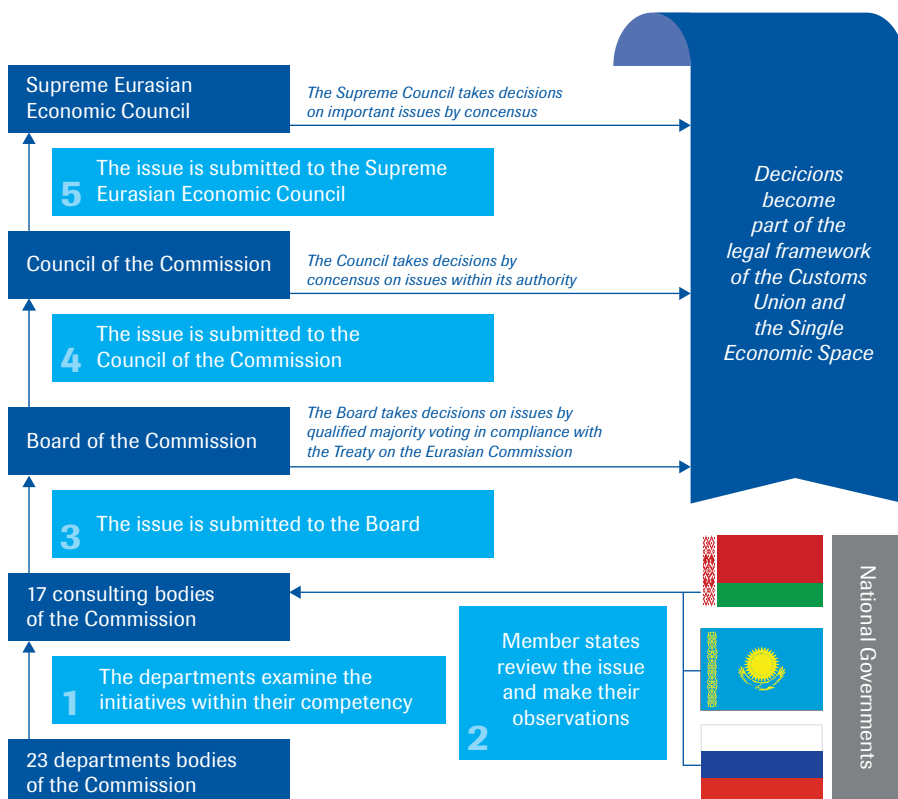 Supreme Eurasian
Economic Council
The Supreme Council takes decisions
on important issues by concensus
5
The issue is submitted to the Supreme
Eurasian Economic Council
Council of the Commission
The Council takes decisions by
concensus on issues within its authority
4
The issue is submitted to the
Council of the Commission
Board of the Commission
The Board takes decisions on issues by
qualified majority voting in compliance with
the Treaty on the Eurasian Commission
3
The issue is submitted to the Board
17 consulting bodies
of the Commission
1
The departments examine the
initiatives within their competency
23 departments bodies
of the Commission
2
Member states
review the issue
and make their
observations
Decicions
become
part of the
legal framework
of the Customs
Union and
the Single
Economic Space
National Governments